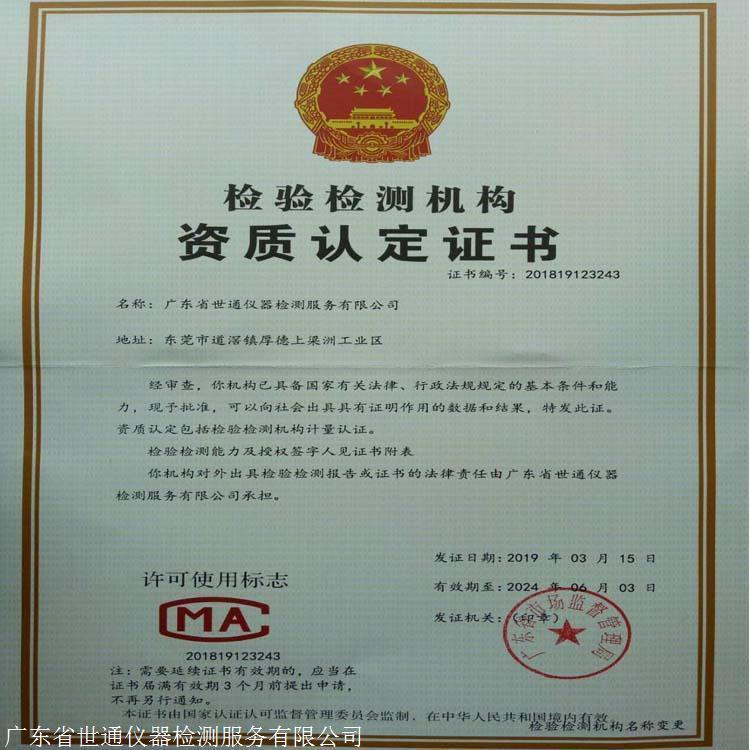 检验检测机构
资质认定证书
证书编号：201819123243
名称：广东省世通仪器检测服务有限公司
地址：东莞市道滘镇厚德上梁洲工业区
经审查，你机构已具备国家有关法律、行政法规规定的基本条件和能
力，现予批准，可以向社会出具具有证明作用的数据和结果，特发此证。
资质认定包括检验检测机构计量认证。
检验检测能力及授权签字人见证书附表
你机构对外出具检验检测报告或证书的法律责任由广东省世通仪器
检测服务有限公司承担。
许可使用标志
MA
201819123243
注：需要延续证书有效期的，应当在
证书届满有效期3个月前提出申请，
不再另行通知。
发证日期：2019 年 03 月 15 日
有效期至：2024 年 06 月 03 日
发证机关：（印章）
广东省市场监督管理局
本证书由国家认证认可监督管理委员会监制，在中华人民共和国境内有效
检验检测机构名称变更
广东省世通仪器检测服务有限公司